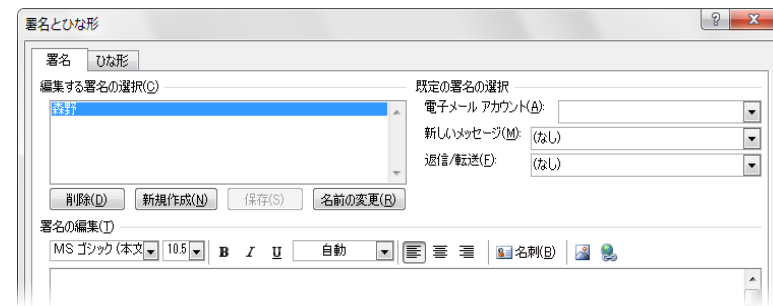 署名とひな形
署名 ひな形
編集する署名の選択(C)
森野
既定の署名の選択
電子メール アカウント(A):
新しいメッセージ(M): (なし)
返信/転送(F): (なし)
削除(D) 新規作成(N) 保存(S) 名前の変更(R)
署名の編集(T)
MS ゴシック (本文 10.5 B I U 自動 名刺(B)